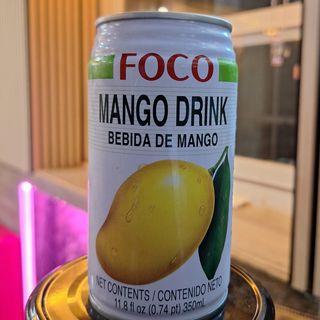 FOCO
MANGO DRINK
BEBIDA DE MANGO
NET CONTENTS / CONTENIDO NETO
11.8 fl oz (0.74 pt) 350mL